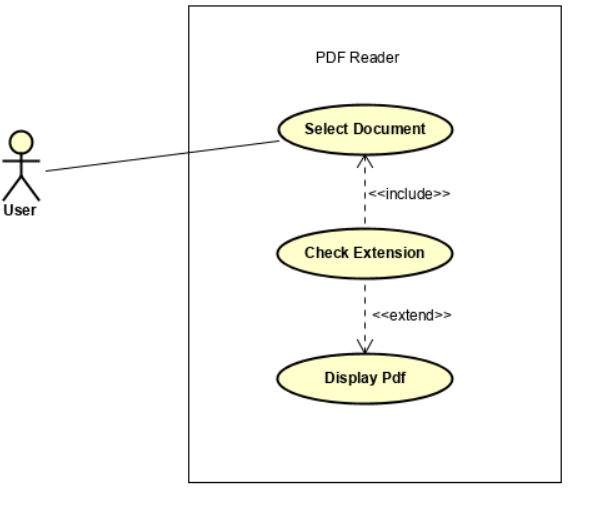 PDF Reader
Select Document
<<include>>
User
Check Extension
<<extend>>
Display Pdf